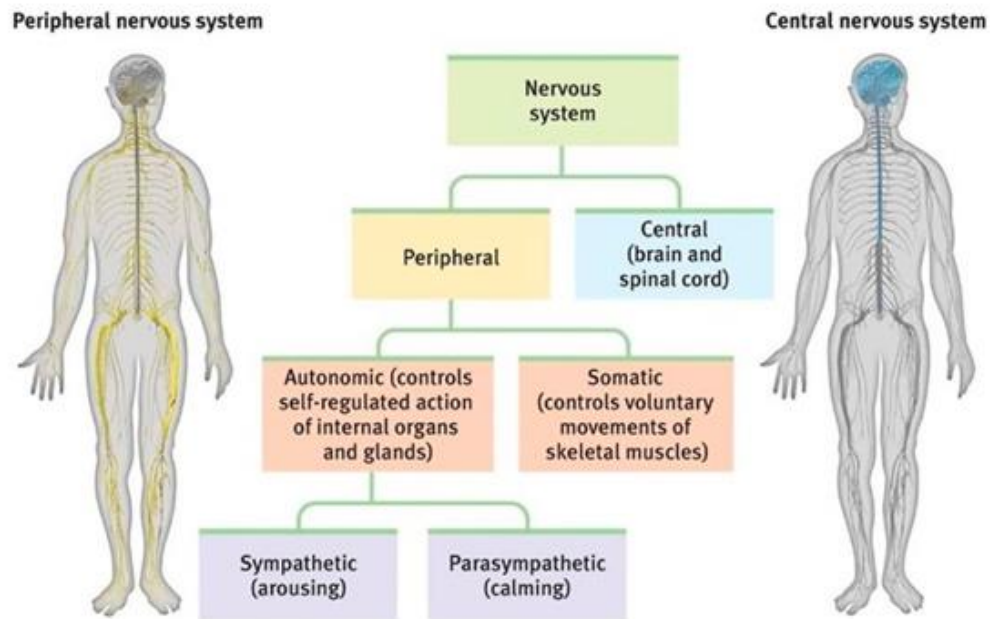 Peripheral nervous system
Central nervous system
Nervous
system
Peripheral
Central
(brain and
spinal cord)
Autonomic (controls
self-regulated action
of internal organs
and glands)
Somatic
(controls voluntary
movements of
skeletal muscles)
Sympathetic
(arousing)
Parasympathetic
(calming)